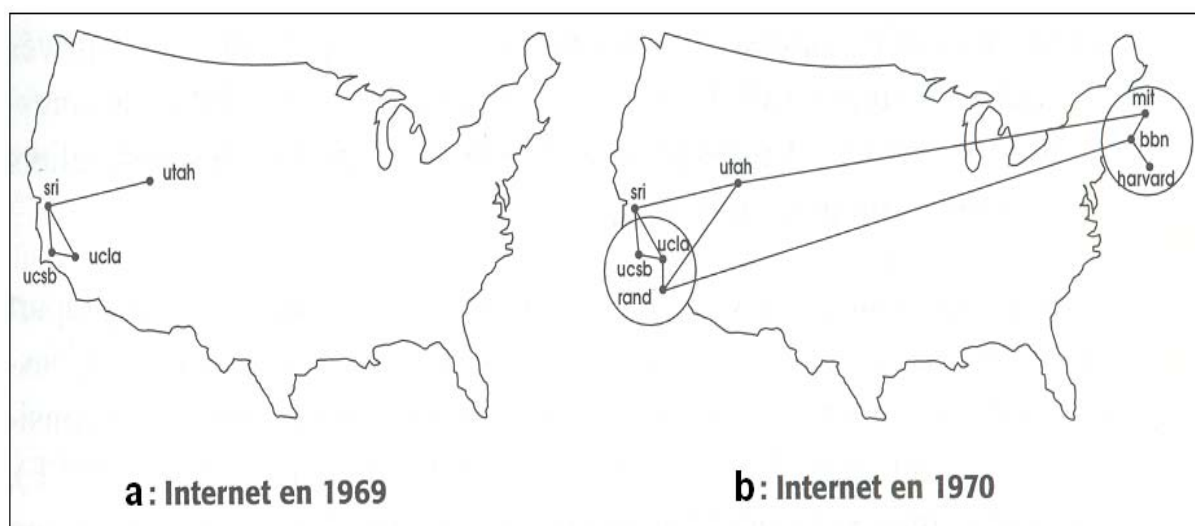 utah
sri
ucla
ucsb
a : Internet en 1969
mit
bbn
harvard
utah
sri
ucla
ucsb
rand
b : Internet en 1970